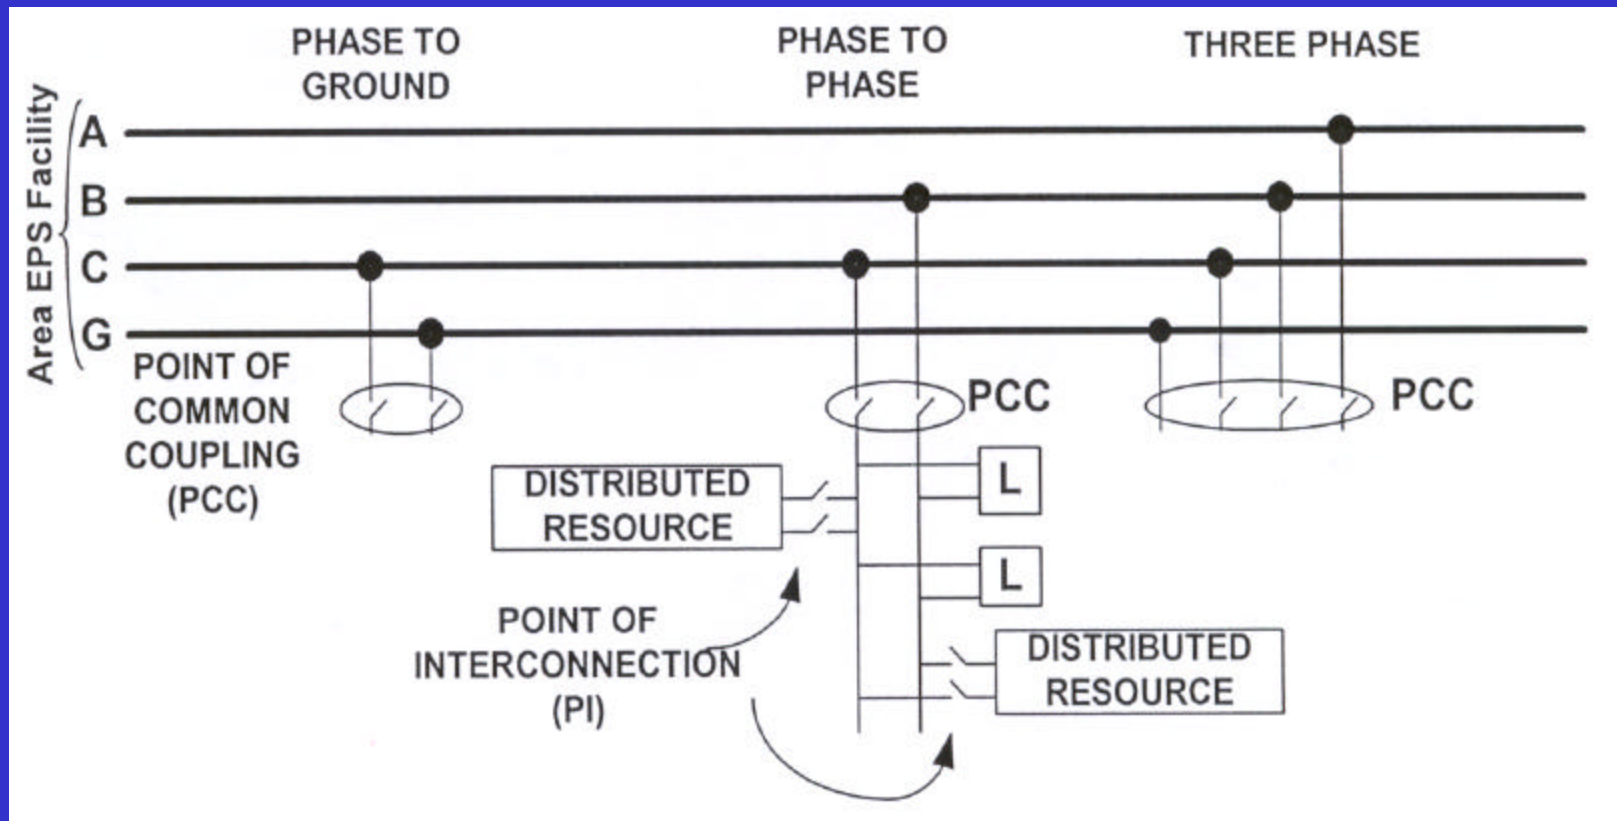 PHASE TO
GROUND
PHASE TO
PHASE
THREE PHASE
Area EPS Facility
A
B
C
G
POINT OF
COMMON
COUPLING
(PCC)
PCC
PCC
DISTRIBUTED
RESOURCE
L
L
POINT OF
INTERCONNECTION
(PI)
DISTRIBUTED
RESOURCE